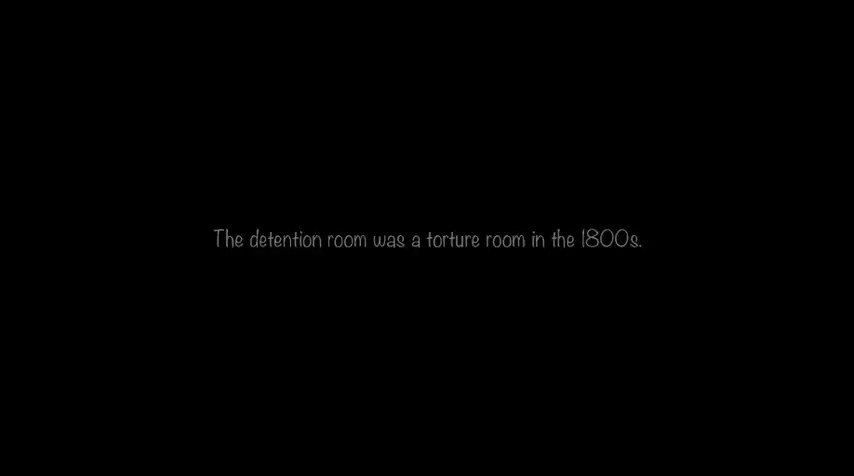 The detention room was a torture room in the 1800s.